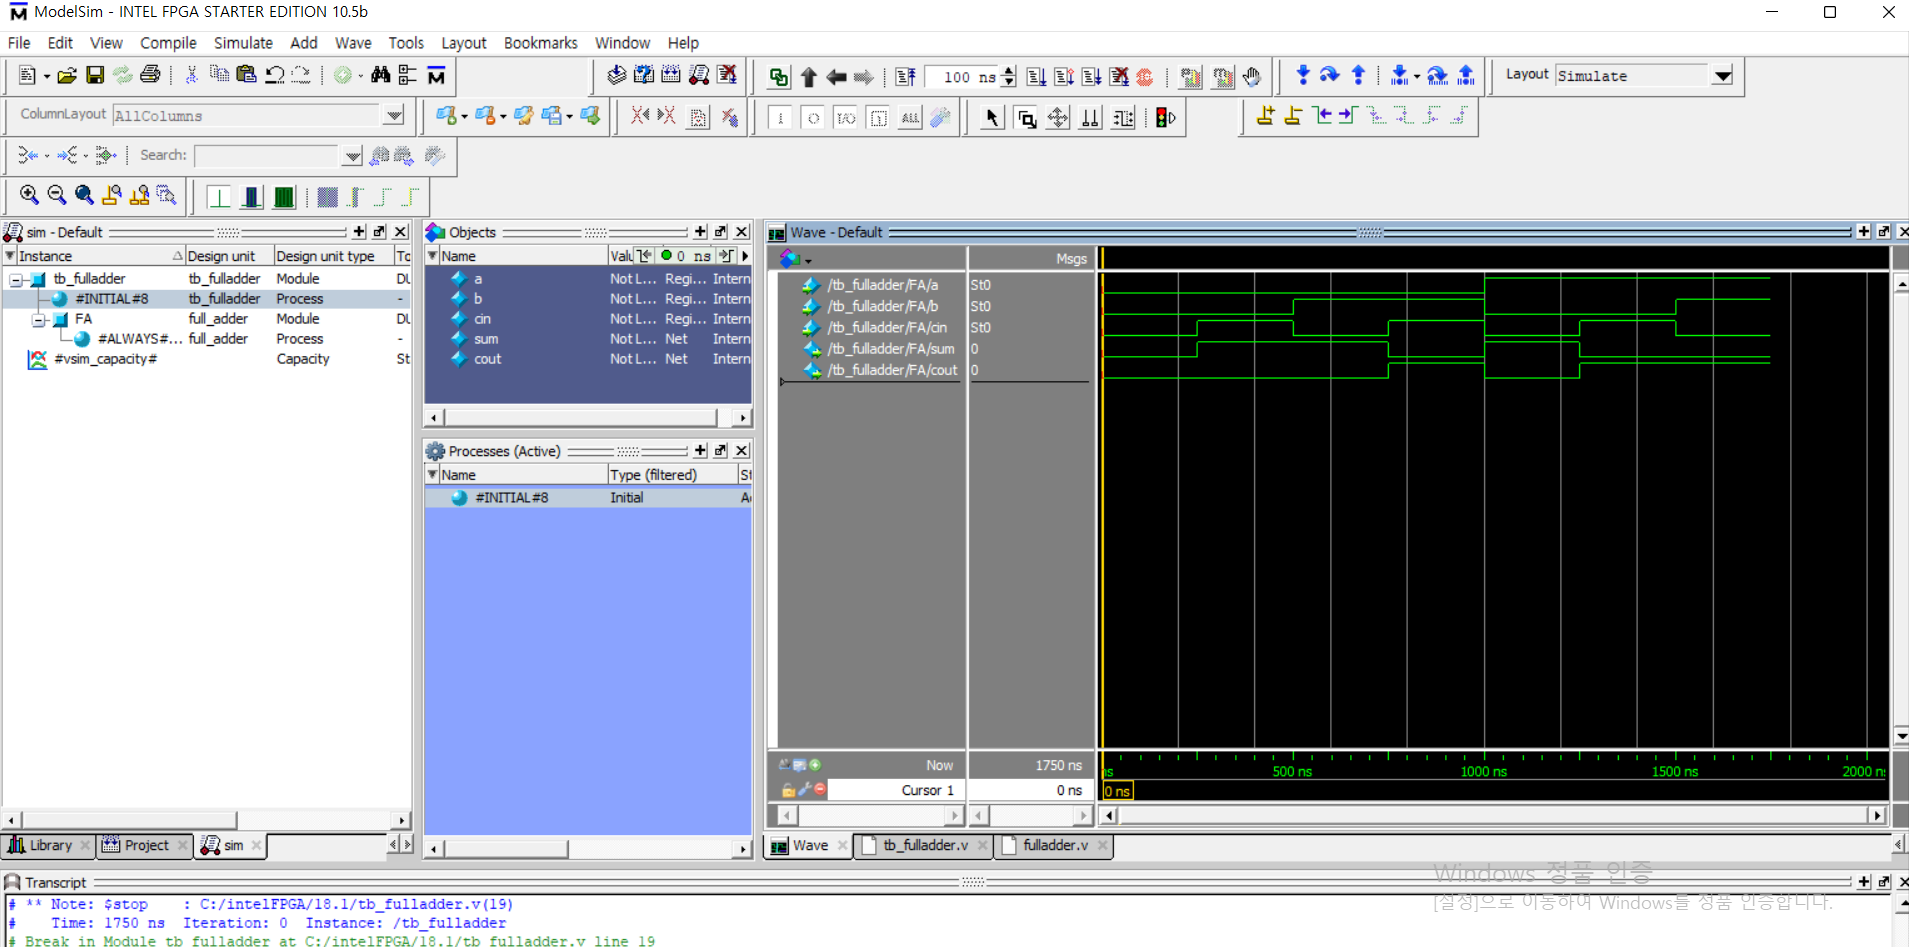 ModelSim - INTEL FPGA STARTER EDITION 10.5b
File Edit View Compile Simulate Add Wave Tools Layout Bookmarks Window Help
100 ns
Layout Simulate
ColumnLayout AllColumns
Search:
sim - Default
Instance Design unit Design unit type To
tb_fulladder tb_fulladder Module DU
#INITIAL#8 tb_fulladder Process -
FA full_adder Module DU
#ALWAYS#... full_adder Process -
#vsim_capacity# Capacity St
Library Project sim
Objects
Name Valu 0 ns
a Not L... Regi... Intern
b Not L... Regi... Intern
cin Not L... Regi... Intern
sum Not L... Net Intern
cout Not L... Net Intern
Processes (Active)
Name Type (filtered) St
#INITIAL#8 Initial A
Wave - Default
Msgs
/tb_fulladder/FA/a St0
/tb_fulladder/FA/b St0
/tb_fulladder/FA/cin St0
/tb_fulladder/FA/sum 0
/tb_fulladder/FA/cout 0
Now 1750 ns
ns 500 ns 1000 ns 1500 ns 2000 n
Cursor 1 0 ns
0 ns
Wave tb_fulladder.v fulladder.v
Windows 정품 인증
[설정]으로 이동하여 Windows를 정품 인증합니다.
Transcript
# ** Note: $stop : C:/intelFPGA/18.1/tb_fulladder.v(19)
# Time: 1750 ns Iteration: 0 Instance: /tb_fulladder
# Break in Module tb_fulladder at C:/intelFPGA/18.1/tb_fulladder.v line 19